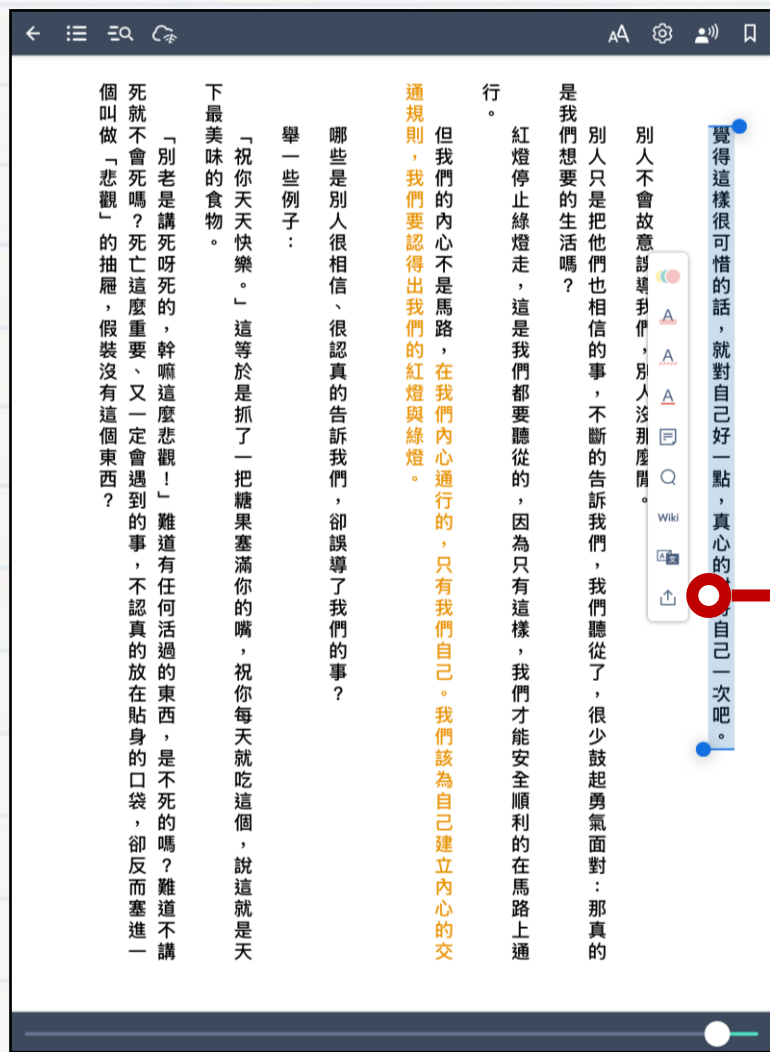 AA
覺得這樣很可惜的話，就對自己好一點，真心的對待自己一次吧。
別人不會故意誤導我們，別人沒那麼閒。
別人只是把他們也相信的事，不斷的告訴我們，我們聽從了，很少鼓起勇氣面對：那真的
是我們想要的生活嗎？
紅燈停止綠燈走，這是我們都要聽從的，因為只有這樣，我們才能安全順利的在馬路上通
行。
但我們的內心不是馬路，在我們內心通行的，只有我們自己。我們該為自己建立內心的交
通規則，我們要認得出我們的紅燈與綠燈。
哪些是別人很相信、很認真的告訴我們，卻誤導了我們的事？
舉一些例子：
「祝你天天快樂。」這等於是抓了一把糖果塞滿你的嘴，祝你每天就吃這個，說這就是天
下最美味的食物。
「別老是講死呀死的，幹嘛這麼悲觀！」難道有任何活過的東西，是不死的嗎？難道不講
死就不會死嗎？死亡這麼重要、又一定會遇到的事，不認真的放在貼身的口袋，卻反而塞進一
個叫做「悲觀」的抽屜，假裝沒有這個東西？
A
A
A
Wiki
A 文